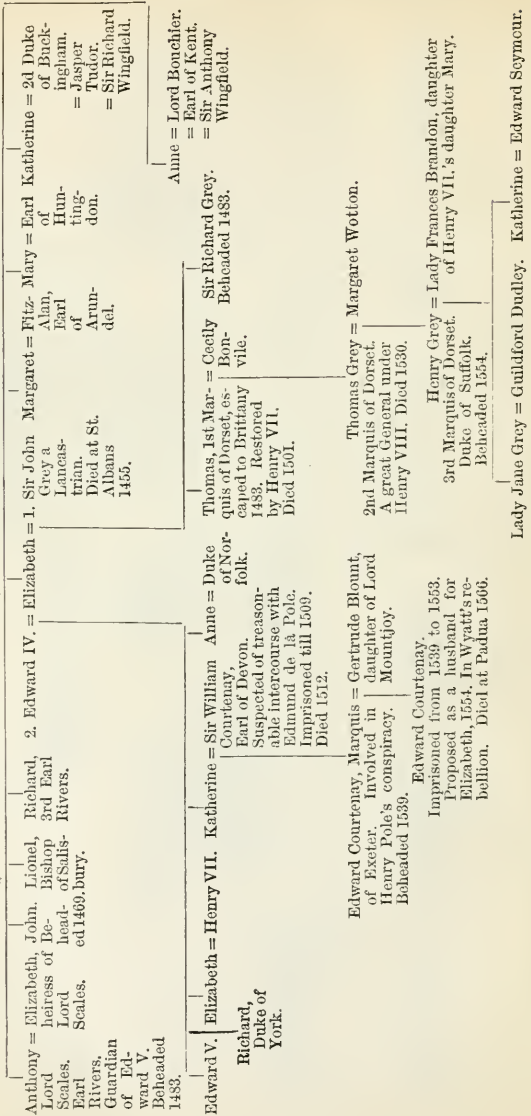 Anthony = Elizabeth,
Lord heiress of
Scales. Lord
Earl Scales.
Rivers.
Guardian
of Ed-
ward V.
Beheaded
1483.
John.
Be-
head-
ed 1469.
Lionel,
Bishop
of Salis-
bury.
Richard,
3rd Earl
Rivers.
2. Edward IV. = Elizabeth = 1. Sir John
Grey a
Lancas-
trian.
Died at St.
Albans
1455.
Margaret = Fitz-
Alan,
Earl
of
Arun-
del.
Mary = Earl
of
Hun-
ting-
don.
Katherine = 2d Duke
of Buck-
ingham.
= Jasper
Tudor.
= Sir Richard
Wingfield.
Anne = Lord Bouchier.
= Earl of Kent.
= Sir Anthony
Wingfield.
Edward V.
Richard,
Duke of
York.
Elizabeth = Henry VII.
Katherine = Sir William
Courtenay,
Earl of Devon.
Suspected of treason-
able intercourse with
Edmund de la Pole.
Imprisoned till 1509.
Died 1512.
Anne = Duke
of Nor-
folk.
Thomas, 1st Mar- = Cecily
quis of Dorset, es- Bon-
caped to Brittany vile.
1483. Restored
by Henry VII.
Died 1501.
Sir Richard Grey.
Beheaded 1483.
Edward Courtenay, Marquis = Gertrude Blount,
of Exeter. Involved in daughter of Lord
Henry Pole's conspiracy. Mountjoy.
Beheaded 1539.
Thomas Grey = Margaret Wotton.
2nd Marquis of Dorset.
A great General under
Henry VIII. Died 1530.
Edward Courtenay.
Imprisoned from 1539 to 1553.
Proposed as a husband for
Elizabeth, 1554. In Wyatt's re-
bellion. Died at Padua 1566.
Henry Grey = Lady Frances Brandon, daughter
3rd Marquis of Dorset. of Henry VII.'s daughter Mary.
Duke of Suffolk.
Beheaded 1554.
Lady Jane Grey = Guildford Dudley. Katherine = Edward Seymour.